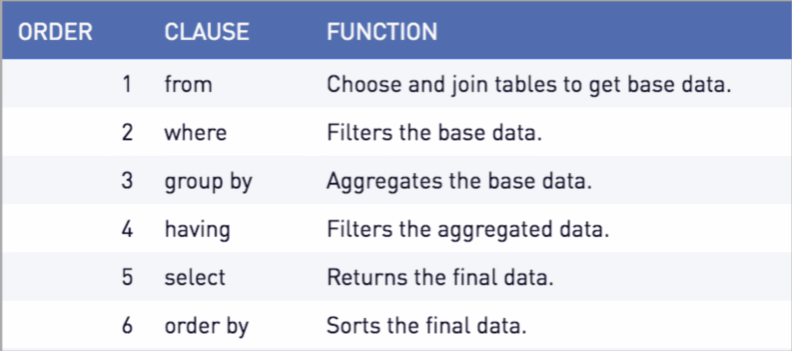 ORDER CLAUSE FUNCTION
1 from Choose and join tables to get base data.
2 where Filters the base data.
3 group by Aggregates the base data.
4 having Filters the aggregated data.
5 select Returns the final data.
6 order by Sorts the final data.